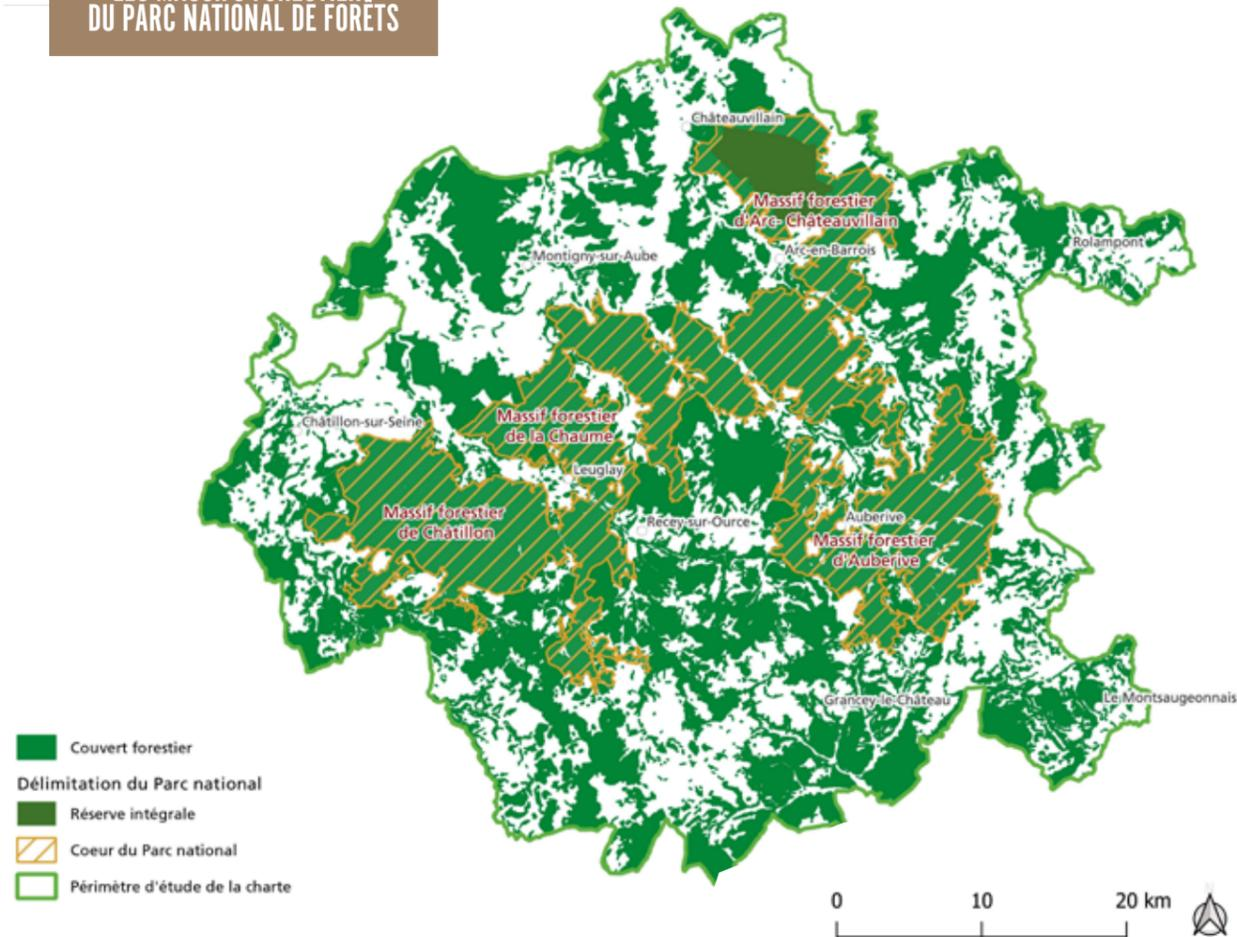 LES MASSIFS FORESTIERS
DU PARC NATIONAL DE FORÊTS
Châteauvillain
Massif forestier
d'Arc- Châteauvillain
Arc-en-Barrois
Rolampont
Montigny-sur-Aube
Châtillon-sur-Seine
Massif forestier
de la Chaume
Leuglay
Massif forestier
de Châtillon
Recey-sur-Ource
Auberive
Massif forestier
d'Auberive
Grancey-le-Château
Le Montsaugeonnais
Couvert forestier
Délimitation du Parc national
Réserve intégrale
Coeur du Parc national
Périmètre d'étude de la charte
0 10 20 km
N